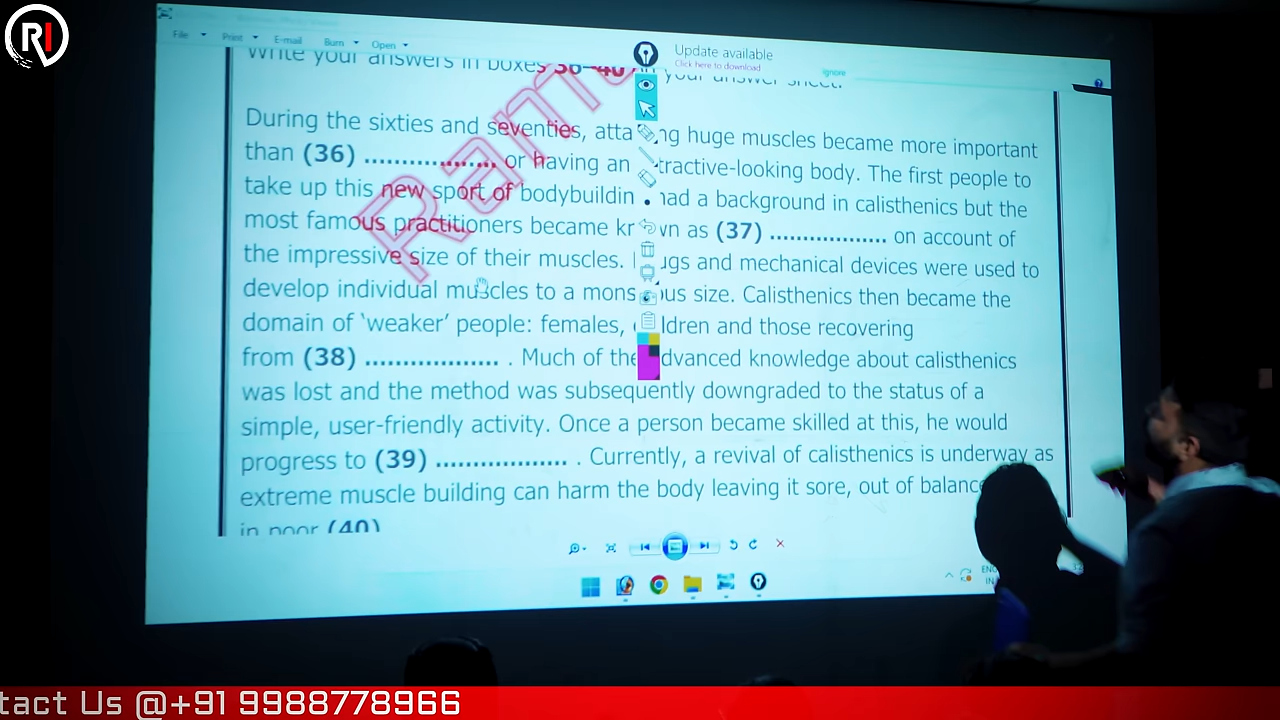 RI
File Print E-mail Burn Open
Update available
Click here to download
Ignore
Write your answers in boxes 36-40 your answer sheet.
Ram
During the sixties and seventies, atta ng huge muscles became more important
than (36) .................. or having an tractive-looking body. The first people to
take up this new sport of bodybuildin had a background in calisthenics but the
most famous practitioners became kr wn as (37) .................. on account of
the impressive size of their muscles. ugs and mechanical devices were used to
develop individual muscles to a mons ous size. Calisthenics then became the
domain of ‘weaker’ people: females, ldren and those recovering
from (38) .................. . Much of the advanced knowledge about calisthenics
was lost and the method was subsequently downgraded to the status of a
simple, user-friendly activity. Once a person became skilled at this, he would
progress to (39) .................. . Currently, a revival of calisthenics is underway as
extreme muscle building can harm the body leaving it sore, out of balance
in poor (40)
tact Us @+91 9988778966